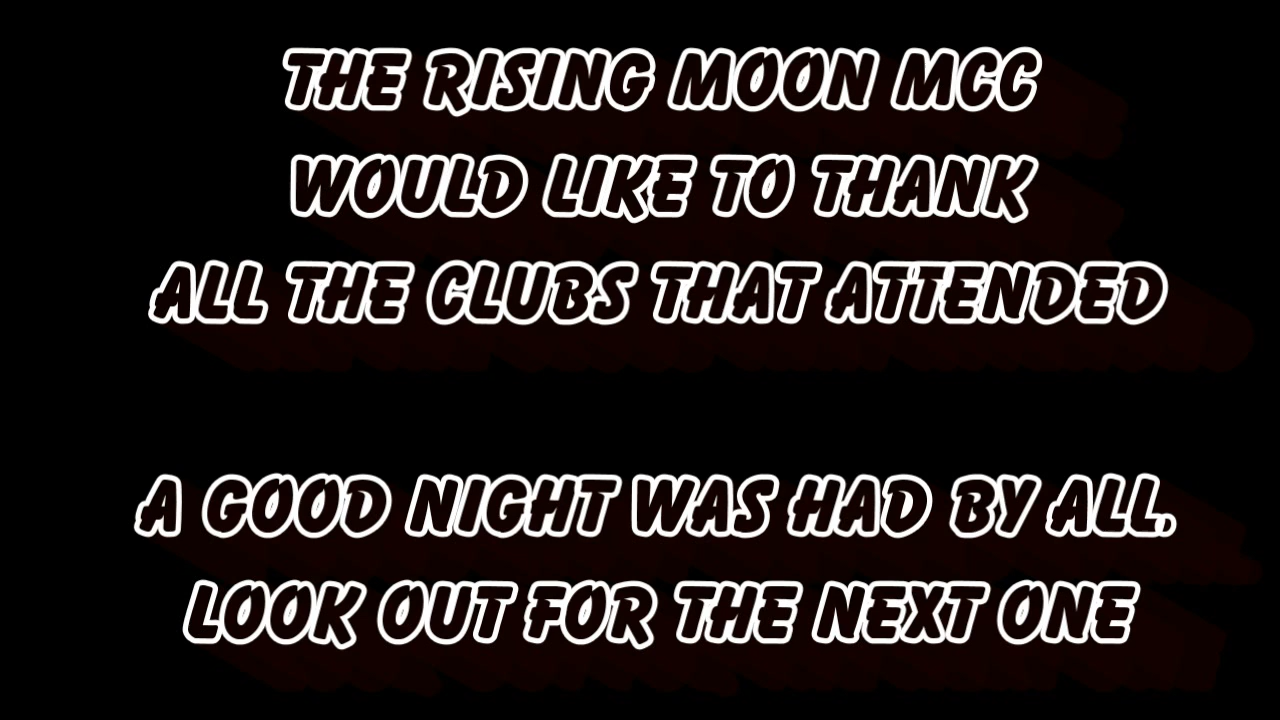 THE RISING MOON MCC
WOULD LIKE TO THANK
ALL THE CLUBS THAT ATTENDED
A GOOD NIGHT WAS HAD BY ALL.
LOOK OUT FOR THE NEXT ONE